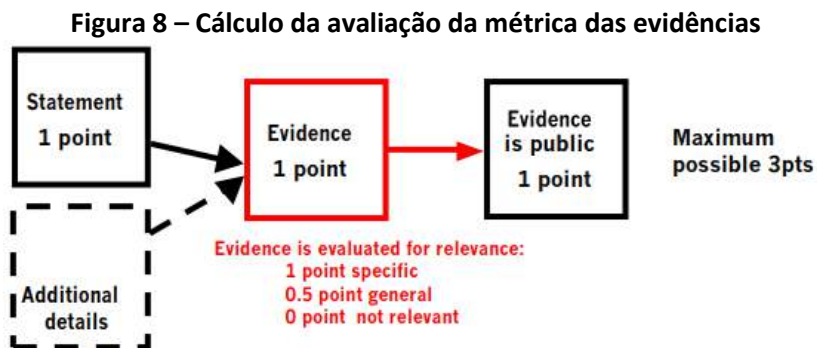 Figura 8 – Cálculo da avaliação da métrica das evidências
Statement
1 point
Evidence
1 point
Evidence
is public
1 point
Maximum
possible 3pts
Additional
details
Evidence is evaluated for relevance:
1 point specific
0.5 point general
0 point not relevant